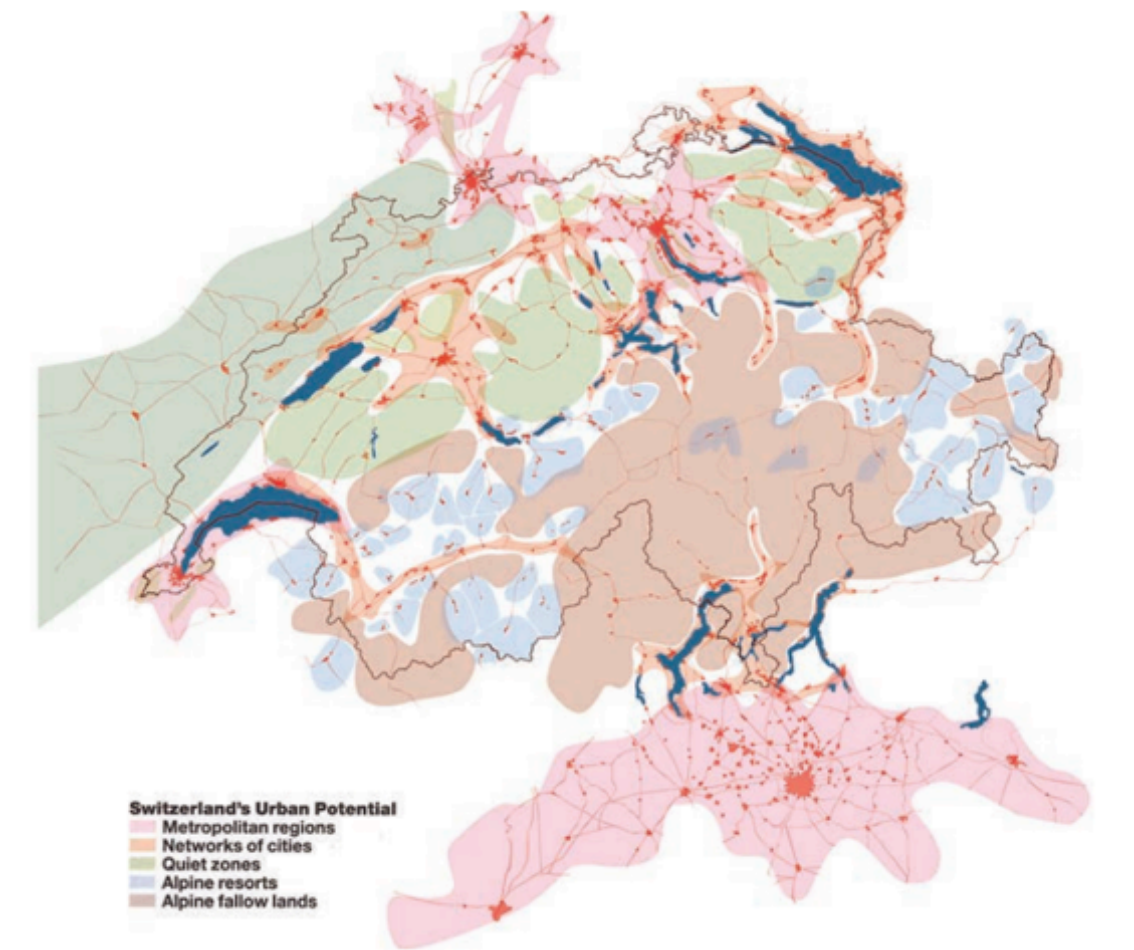 Switzerland's Urban Potential
Metropolitan regions
Networks of cities
Quiet zones
Alpine resorts
Alpine fallow lands